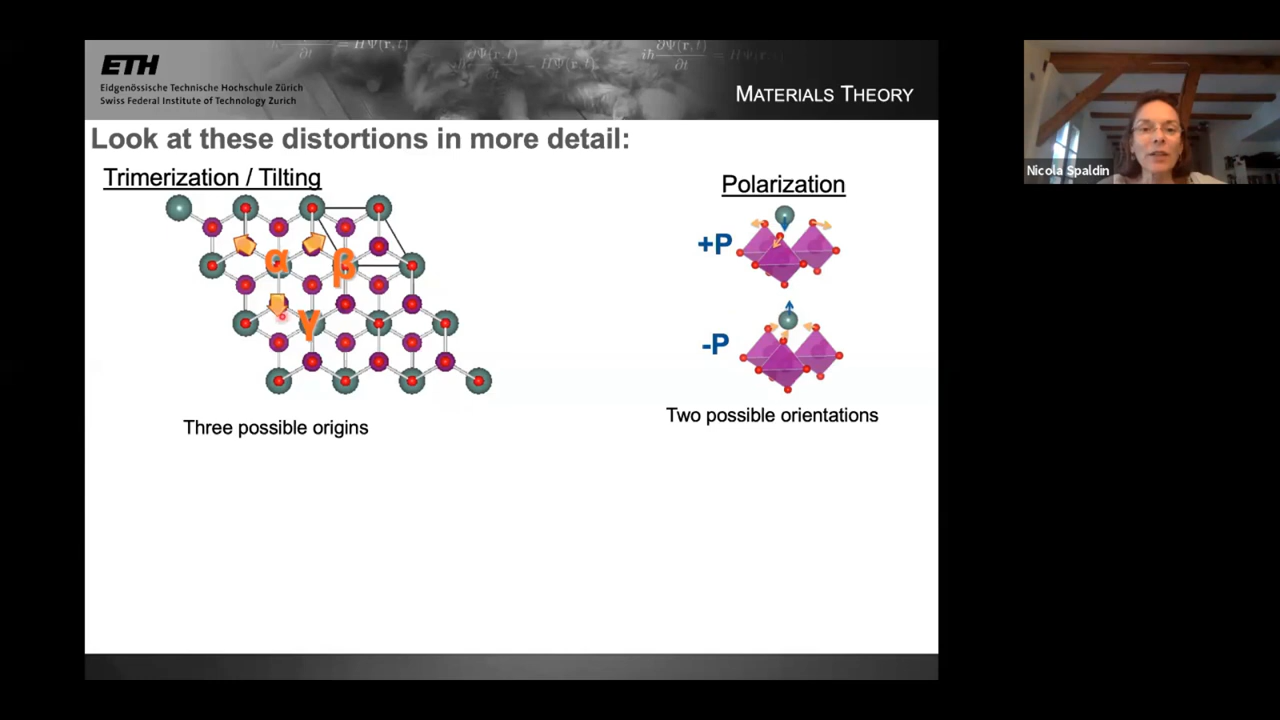 ETH
Eidgenössische Technische Hochschule Zürich
Swiss Federal Institute of Technology Zurich
MATERIALS THEORY
Look at these distortions in more detail:
Trimerization / Tilting
α
β
γ
Three possible origins
Polarization
+P
-P
Two possible orientations
Nicola Spaldin